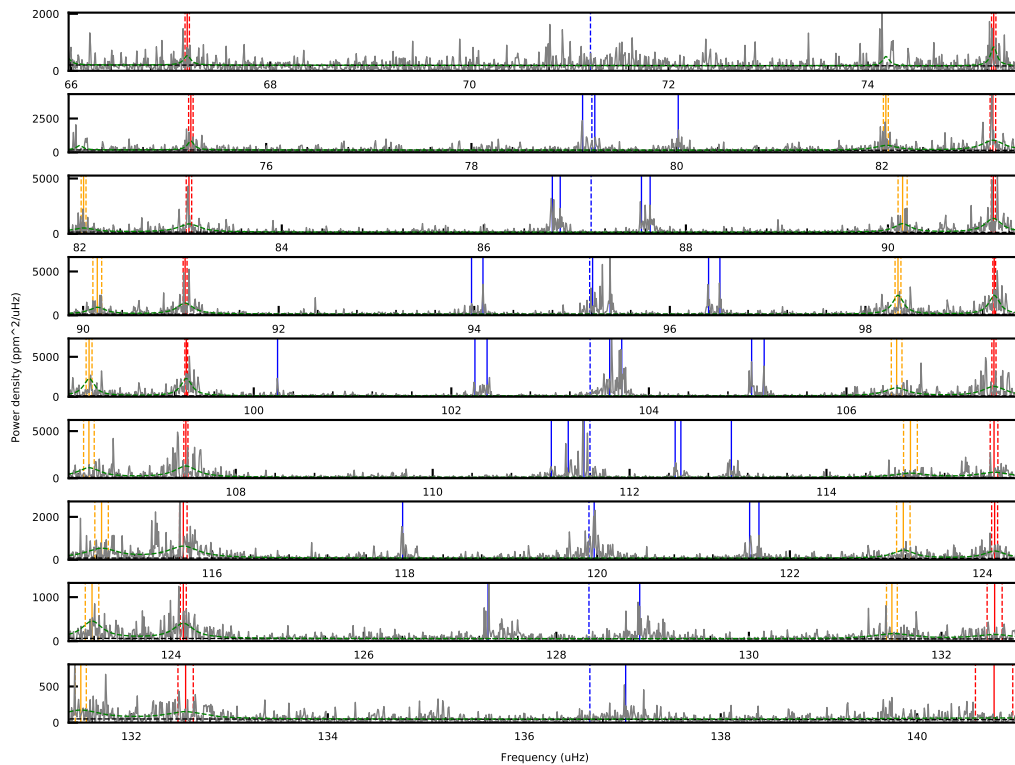 2000
0
66 68 70 72 74
2500
0
76 78 80 82
5000
0
82 84 86 88 90
5000
0
90 92 94 96 98
5000
0
100 102 104 106
Power density (ppm^2/uHz)
5000
0
108 110 112 114
2000
0
116 118 120 122 124
1000
0
124 126 128 130 132
500
0
132 134 136 138 140
Frequency (uHz)